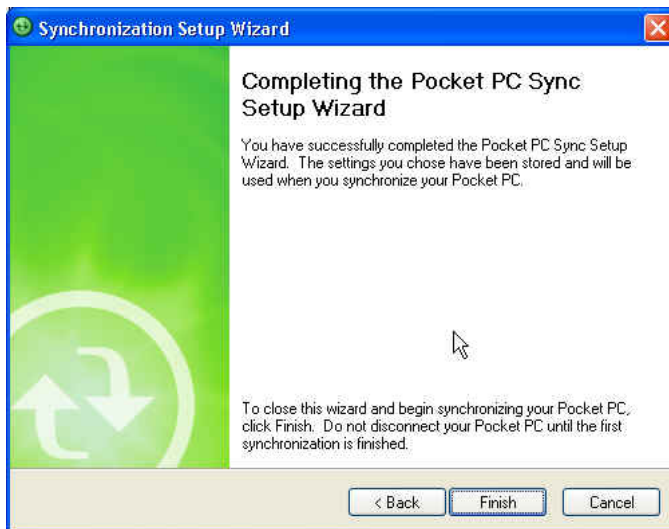 Synchronization Setup Wizard
Completing the Pocket PC Sync
Setup Wizard
You have successfully completed the Pocket PC Sync Setup
Wizard. The settings you chose have been stored and will be
used when you synchronize your Pocket PC.
To close this wizard and begin synchronizing your Pocket PC,
click Finish. Do not disconnect your Pocket PC until the first
synchronization is finished.
< Back Finish Cancel